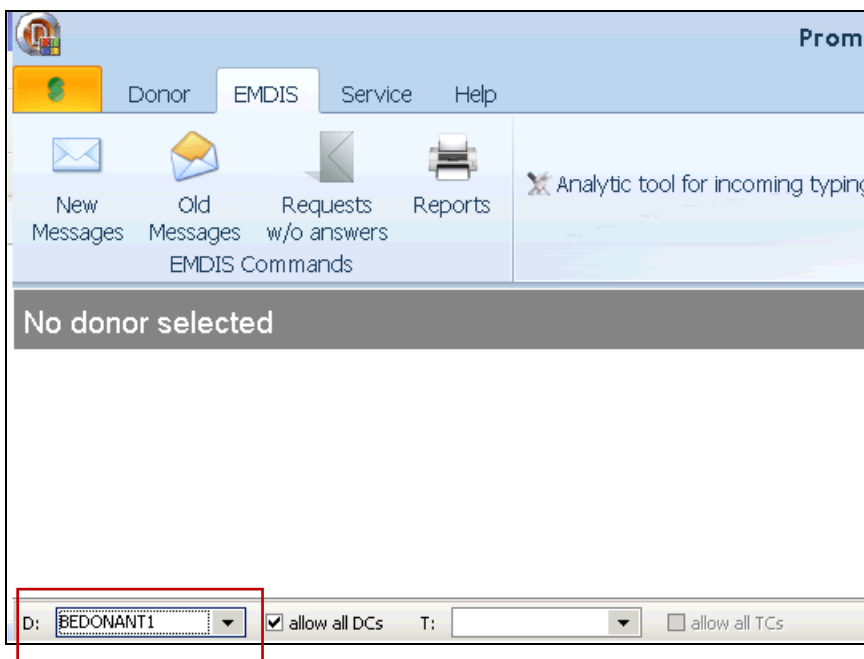 Prom
Donor EMDIS Service Help
New Messages
Old Messages
Requests w/o answers
Reports
Analytic tool for incoming typing
EMDIS Commands
No donor selected
D: BEDONANT1 allow all DCs T: allow all TCs